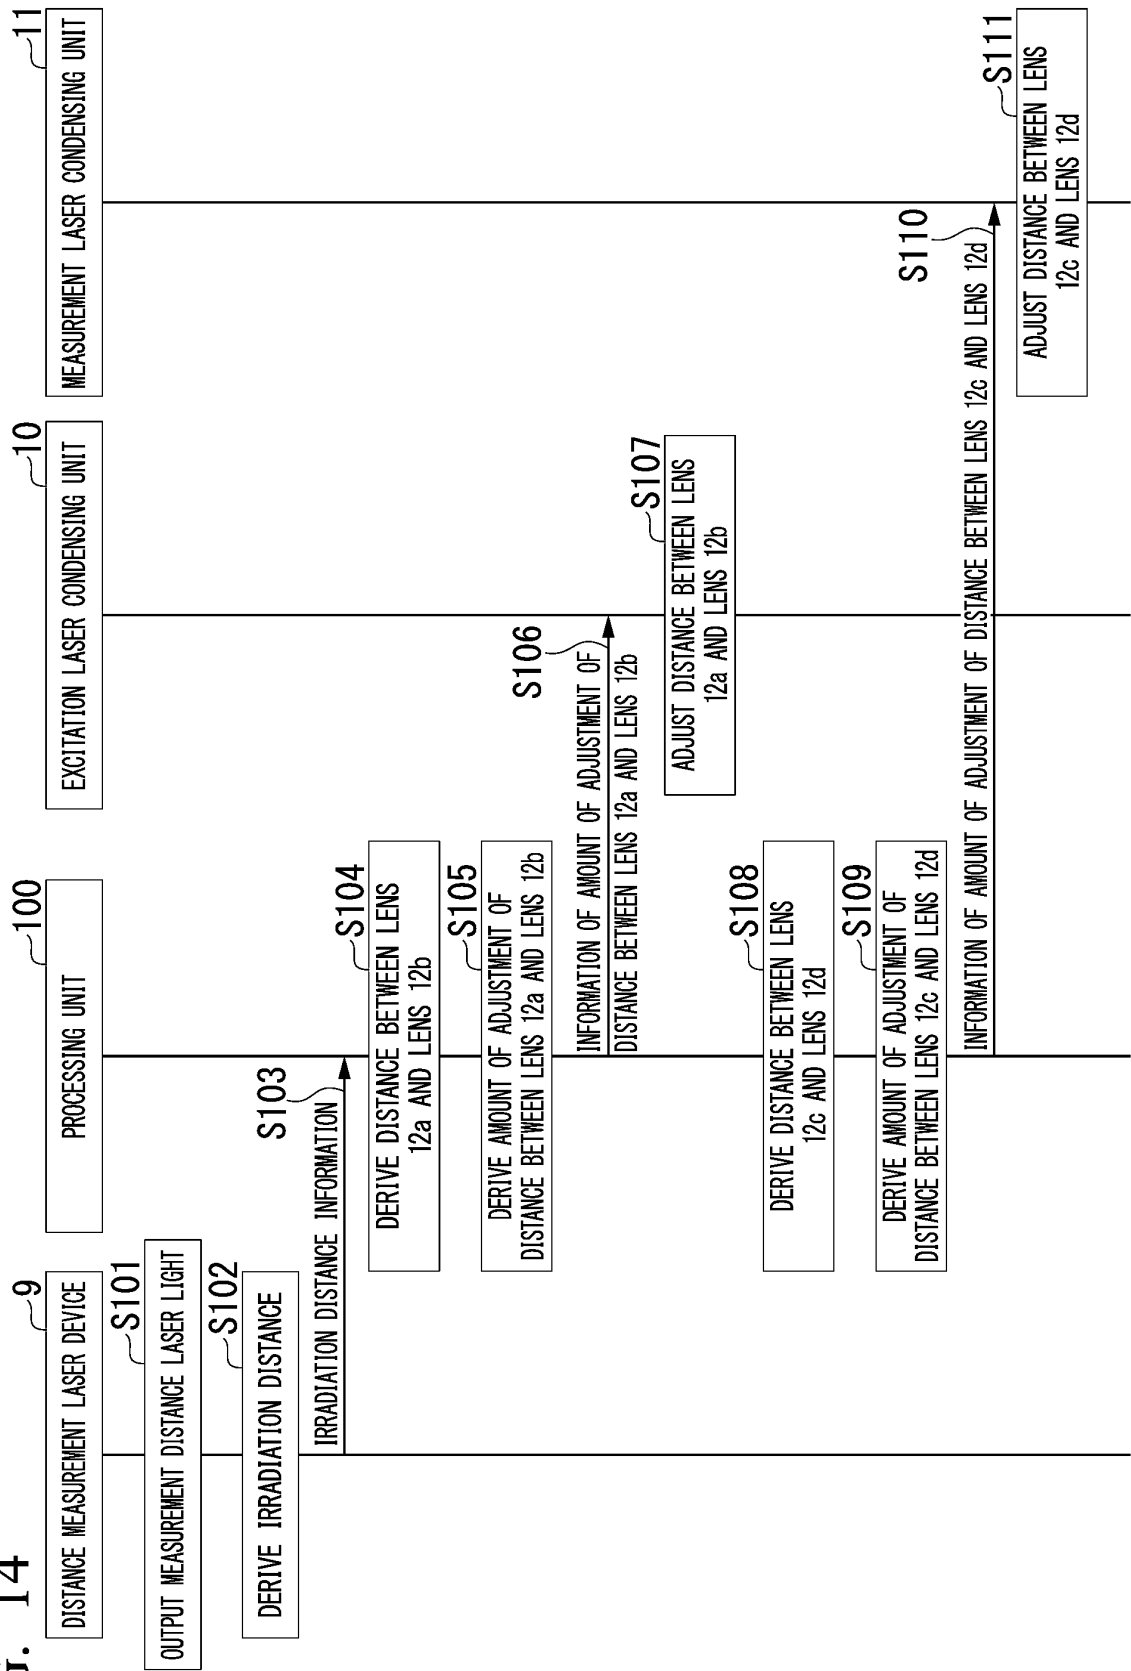 14
9
DISTANCE MEASUREMENT LASER DEVICE
100
PROCESSING UNIT
10
EXCITATION LASER CONDENSING UNIT
11
MEASUREMENT LASER CONDENSING UNIT
S101
OUTPUT MEASUREMENT DISTANCE LASER LIGHT
S102
DERIVE IRRADIATION DISTANCE
S103
IRRADIATION DISTANCE INFORMATION
S104
DERIVE DISTANCE BETWEEN LENS
12a AND LENS 12b
S105
DERIVE AMOUNT OF ADJUSTMENT OF
DISTANCE BETWEEN LENS 12a AND LENS 12b
S106
INFORMATION OF AMOUNT OF ADJUSTMENT OF
DISTANCE BETWEEN LENS 12a AND LENS 12b
S107
ADJUST DISTANCE BETWEEN LENS
12a AND LENS 12b
S108
DERIVE DISTANCE BETWEEN LENS
12c AND LENS 12d
S109
DERIVE AMOUNT OF ADJUSTMENT OF
DISTANCE BETWEEN LENS 12c AND LENS 12d
S110
INFORMATION OF AMOUNT OF ADJUSTMENT OF DISTANCE BETWEEN LENS 12c AND LENS 12d
S111
ADJUST DISTANCE BETWEEN LENS
12c AND LENS 12d